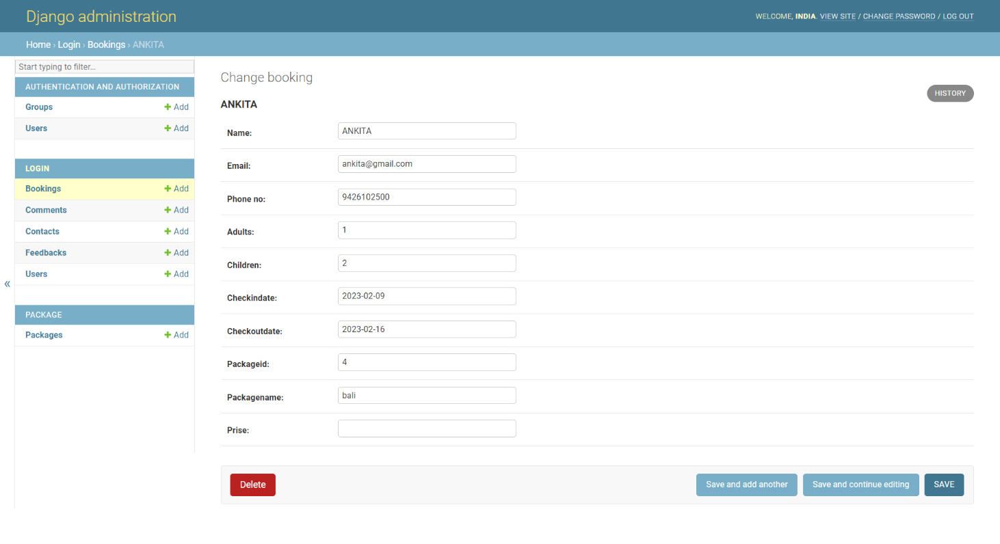 Django administration
WELCOME, INDIA. VIEW SITE / CHANGE PASSWORD / LOG OUT
Home › Login › Bookings › ANKITA
Start typing to filter...
AUTHENTICATION AND AUTHORIZATION
Groups + Add
Users + Add
LOGIN
Bookings + Add
Comments + Add
Contacts + Add
Feedbacks + Add
Users + Add
«
PACKAGE
Packages + Add
Change booking
HISTORY
ANKITA
Name: ANKITA
Email: ankita@gmail.com
Phone no: 9426102500
Adults: 1
Children: 2
Checkindate: 2023-02-09
Checkoutdate: 2023-02-16
Packageid: 4
Packagename: bali
Prise:
Delete
Save and add another
Save and continue editing
SAVE